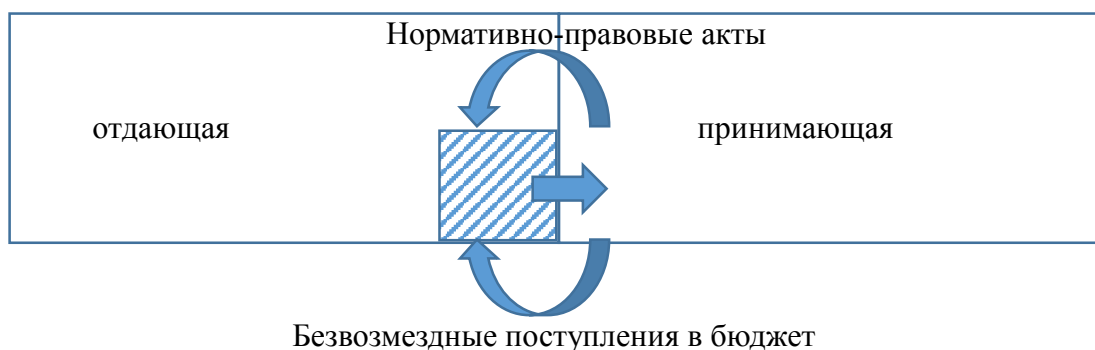 Нормативно-правовые акты
отдающая
принимающая
Безвозмездные поступления в бюджет